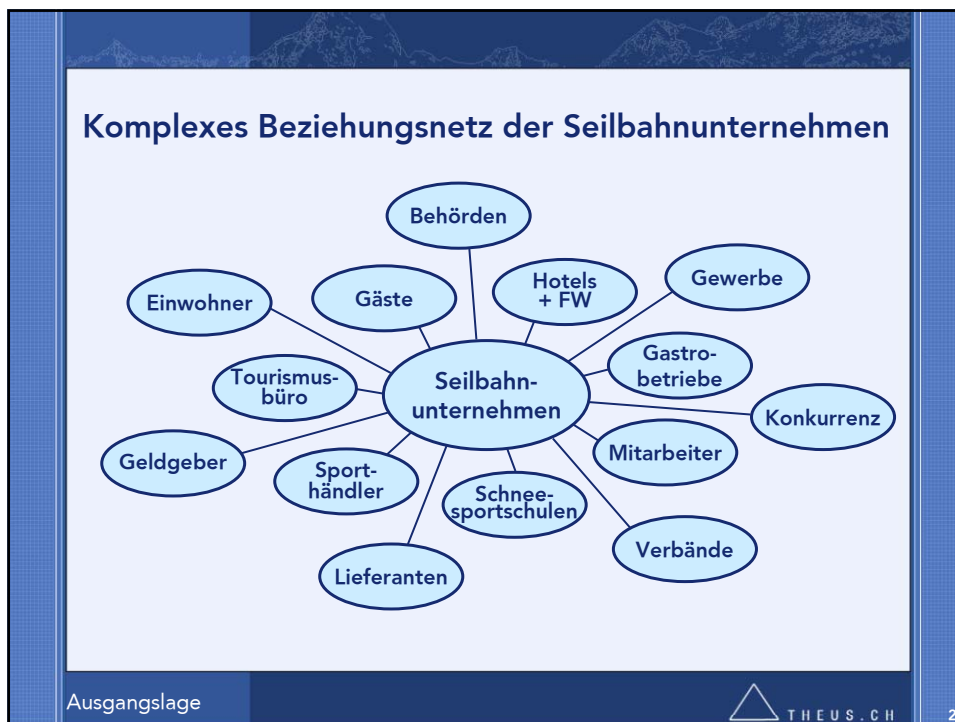 Komplexes Beziehungsnetz der Seilbahnunternehmen
Behörden
Einwohner
Gäste
Hotels
+ FW
Gewerbe
Tourismus-
büro
Seilbahn-
unternehmen
Gastro-
betriebe
Konkurrenz
Geldgeber
Sport-
händler
Schnee-
sportschulen
Mitarbeiter
Lieferanten
Verbände
Ausgangslage
THEUS.CH
2